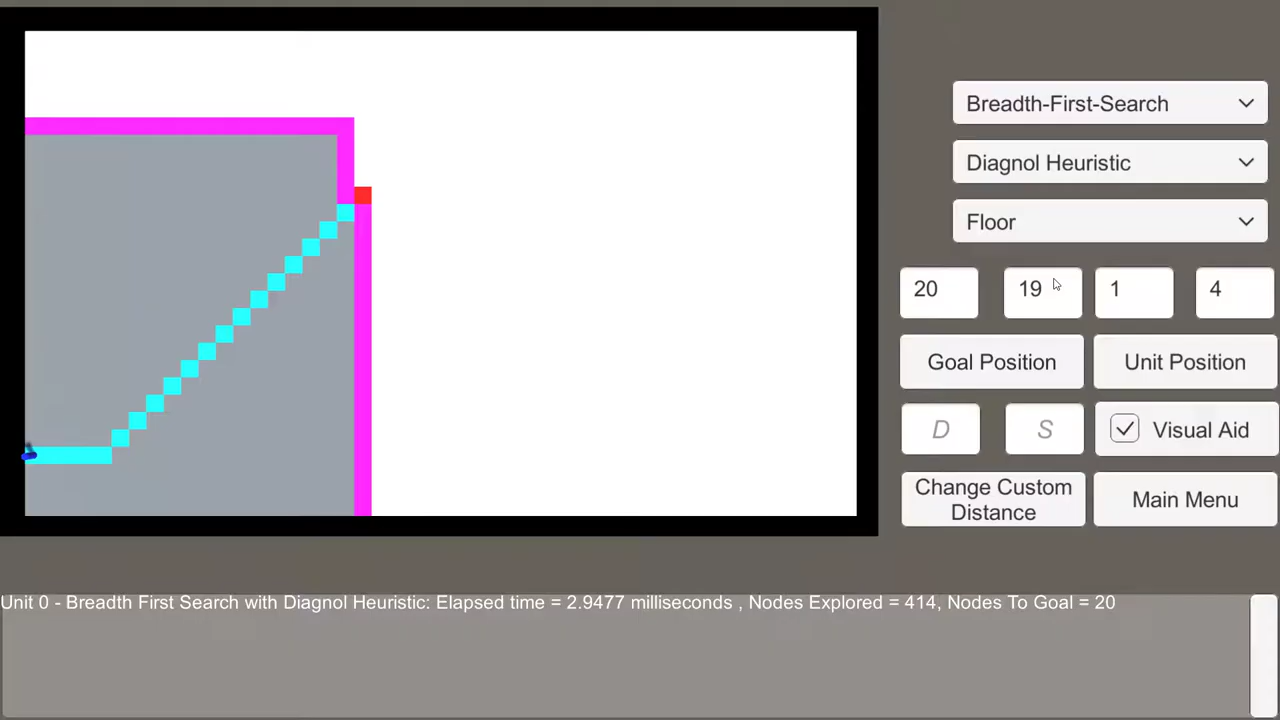 Breadth-First-Search
Diagnol Heuristic
Floor
20 19 1 4
Goal Position Unit Position
D S Visual Aid
Change Custom
Distance
Main Menu
Unit 0 - Breadth First Search with Diagnol Heuristic: Elapsed time = 2.9477 milliseconds , Nodes Explored = 414, Nodes To Goal = 20